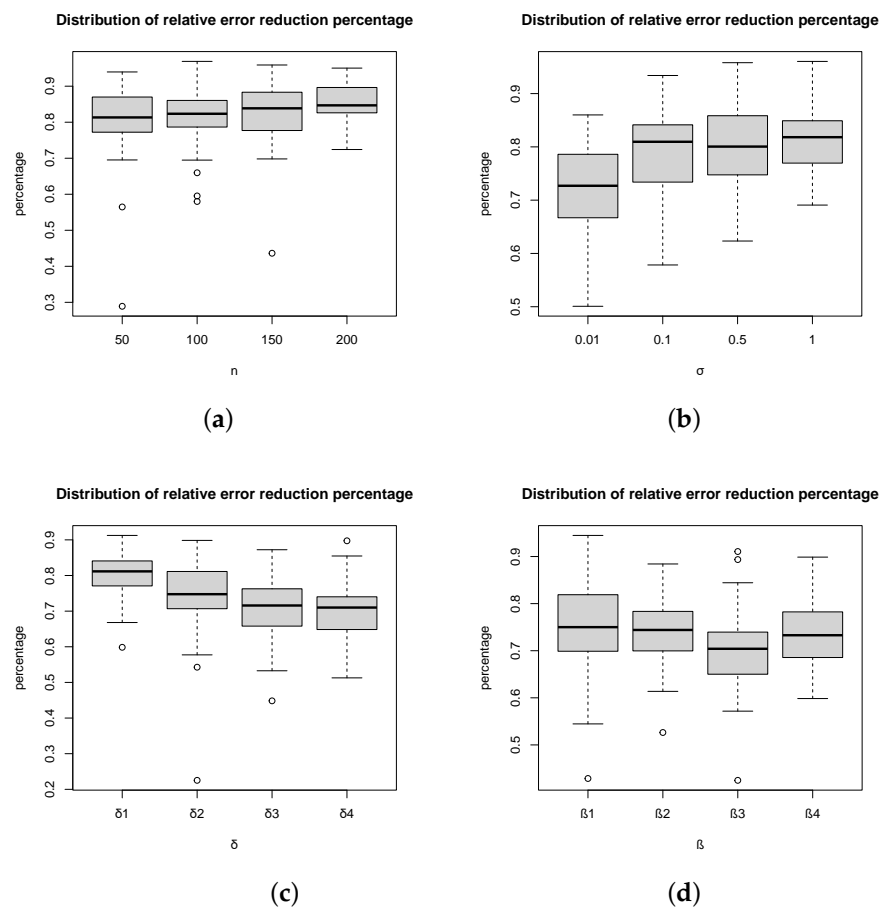 Distribution of relative error reduction percentage
percentage
0.9
0.8
0.7
0.6
0.5
0.4
0.3
50 100 150 200
n
(a)
Distribution of relative error reduction percentage
percentage
0.9
0.8
0.7
0.6
0.5
0.01 0.1 0.5 1
σ
(b)
Distribution of relative error reduction percentage
percentage
0.9
0.8
0.7
0.6
0.5
0.4
0.3
0.2
δ1 δ2 δ3 δ4
δ
(c)
Distribution of relative error reduction percentage
percentage
0.9
0.8
0.7
0.6
0.5
ß1 ß2 ß3 ß4
ß
(d)